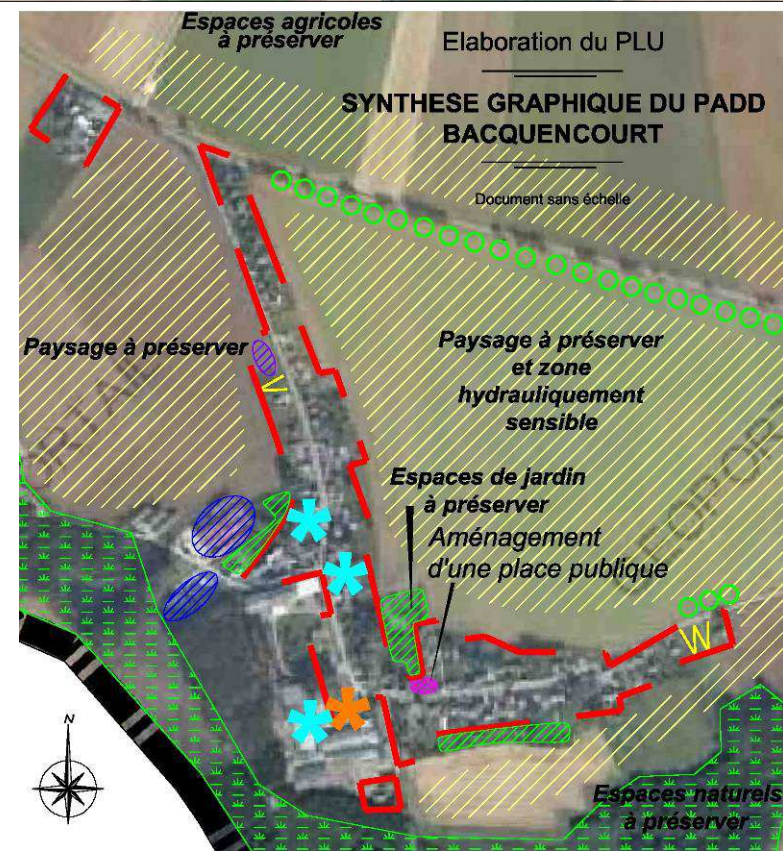 Espaces agricoles
à préserver
Elaboration du PLU
SYNTHESE GRAPHIQUE DU PADD
BACQUENCOURT
Document sans échelle
Paysage à préserver
Paysage à préserver
et zone
hydrauliquement
sensible
Espaces de jardin
à préserver
Aménagement
d'une place publique
V
W
N
Espaces naturels
à préserver